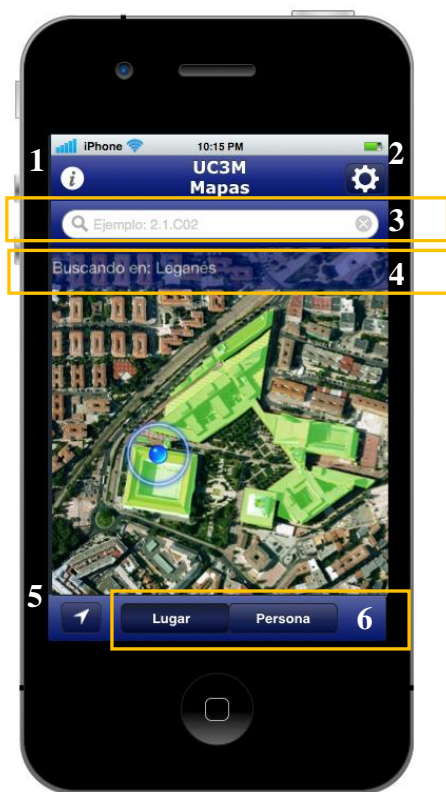 iPhone
10:15 PM
1
2
UC3M
Mapas
i
Ejemplo: 2.1.C02
3
Buscando en: Leganés
4
5
Lugar
Persona
6